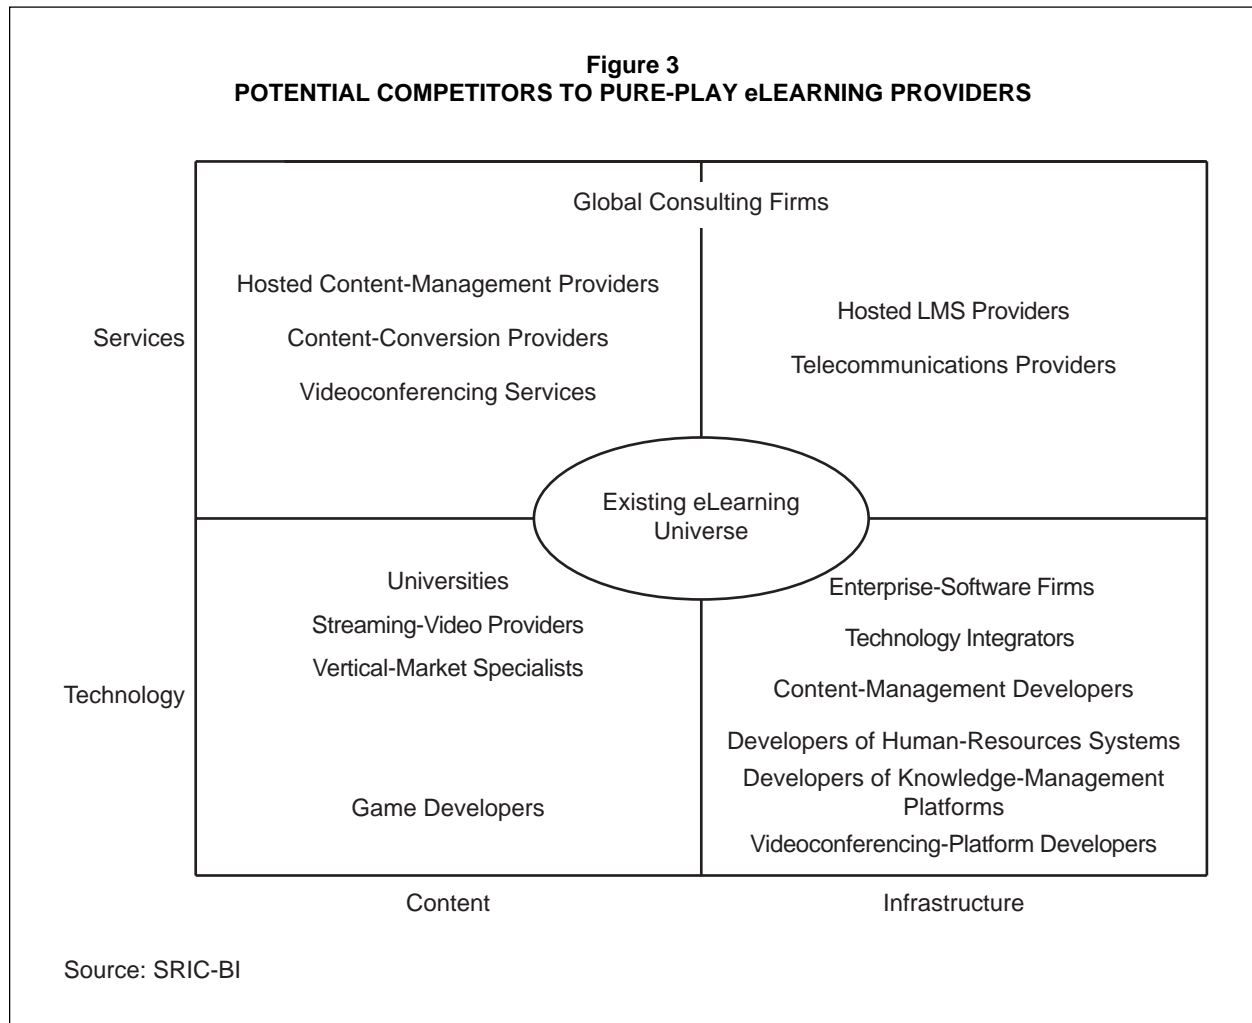 Figure 3
POTENTIAL COMPETITORS TO PURE-PLAY eLEARNING PROVIDERS
Global Consulting Firms
Services
Hosted Content-Management Providers
Content-Conversion Providers
Videoconferencing Services
Hosted LMS Providers
Telecommunications Providers
Existing eLearning
Universe
Technology
Universities
Streaming-Video Providers
Vertical-Market Specialists
Game Developers
Enterprise-Software Firms
Technology Integrators
Content-Management Developers
Developers of Human-Resources Systems
Developers of Knowledge-Management
Platforms
Videoconferencing-Platform Developers
Content
Infrastructure
Source: SRIC-BI